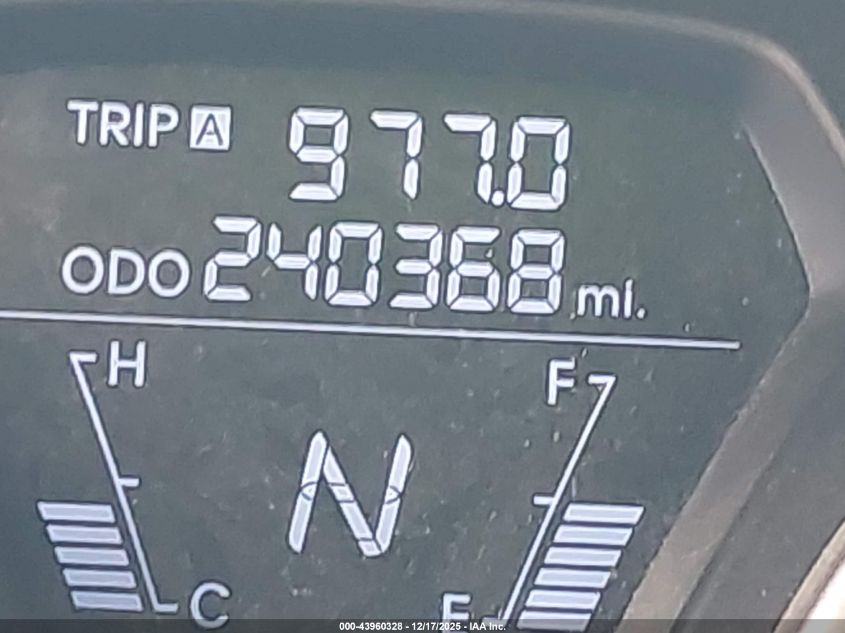 TRIP A 977.0
ODO 240368 mi.
H F
N
C E
000-43960328 - 12/17/2025 - IAA Inc.